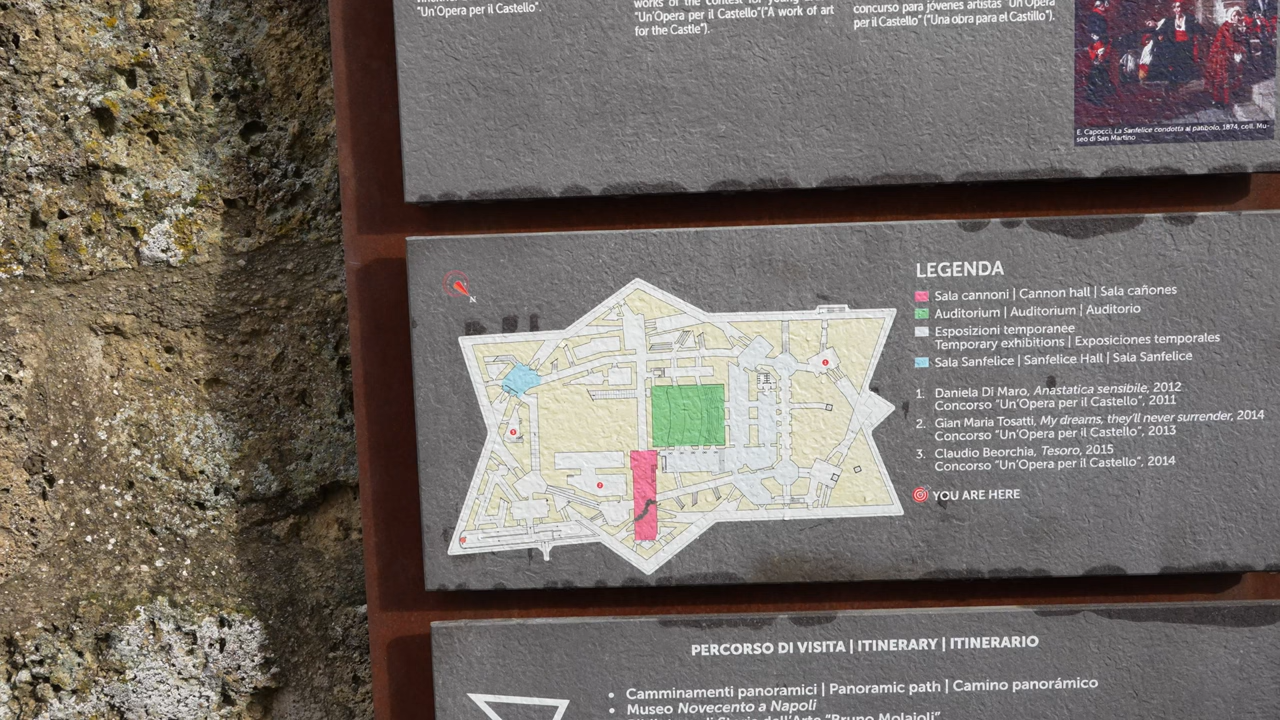 "Un'Opera per il Castello".
works of the contest for young
"Un'Opera per il Castello"("A work of art
for the Castle").
concurso para jóvenes artistas "Un'Opera
per il Castello" ("Una obra para el Castillo").
E. Capocci, La Sanfelice condotta al patibolo, 1874, coll. Mu-
seo di San Martino
N
LEGENDA
Sala cannoni | Cannon hall | Sala cañones
Auditorium | Auditorium | Auditorio
Esposizioni temporanee
Temporary exhibitions | Exposiciones temporales
Sala Sanfelice | Sanfelice Hall | Sala Sanfelice
1. Daniela Di Maro, Anastatica sensibile, 2012
Concorso "Un'Opera per il Castello", 2011
2. Gian Maria Tosatti, My dreams, they'll never surrender, 2014
Concorso "Un'Opera per il Castello", 2013
3. Claudio Beorchia, Tesoro, 2015
Concorso "Un'Opera per il Castello", 2014
YOU ARE HERE
PERCORSO DI VISITA | ITINERARY | ITINERARIO
• Camminamenti panoramici | Panoramic path | Camino panorámico
• Museo Novecento a Napoli
dell'Arte "Bruno Molajoli"